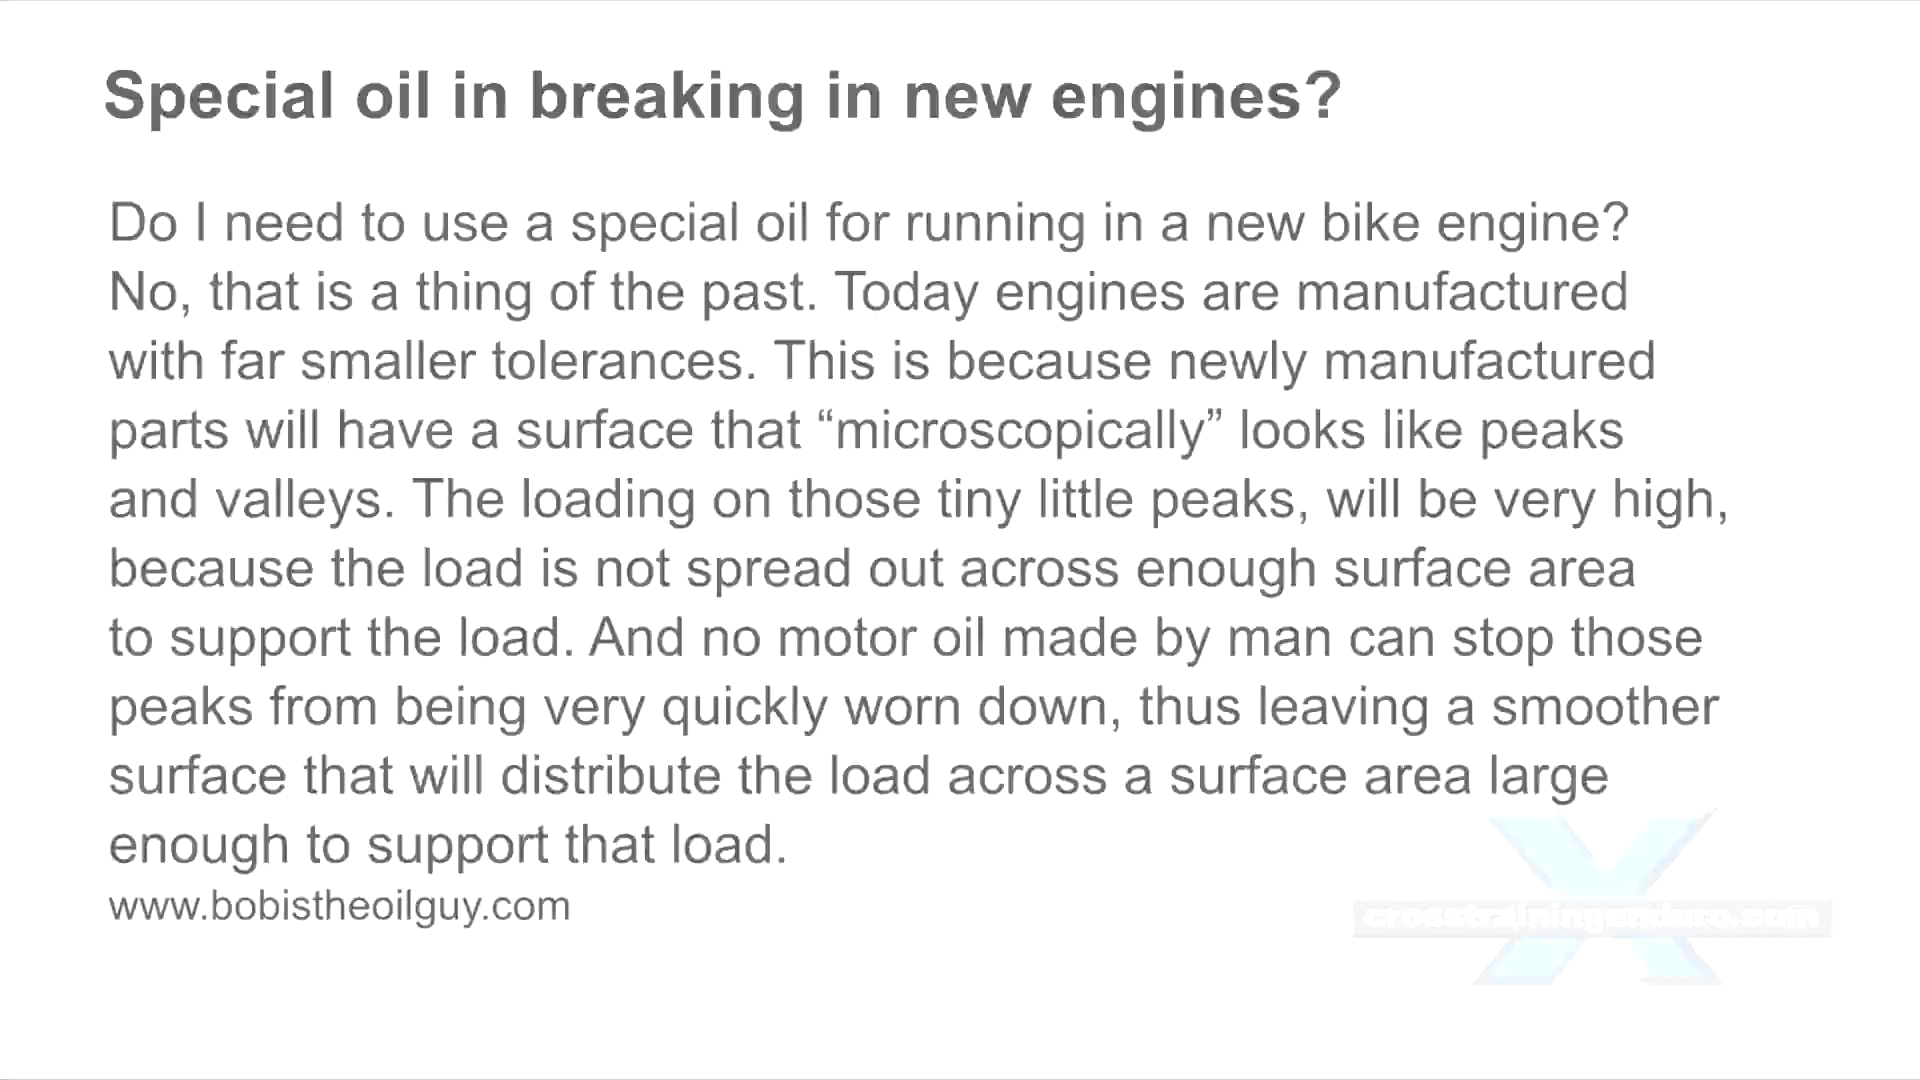 Special oil in breaking in new engines?
Do I need to use a special oil for running in a new bike engine?
No, that is a thing of the past. Today engines are manufactured
with far smaller tolerances. This is because newly manufactured
parts will have a surface that “microscopically” looks like peaks
and valleys. The loading on those tiny little peaks, will be very high,
because the load is not spread out across enough surface area
to support the load. And no motor oil made by man can stop those
peaks from being very quickly worn down, thus leaving a smoother
surface that will distribute the load across a surface area large
enough to support that load.
www.bobistheoilguy.com
crosstrainingenduro.com